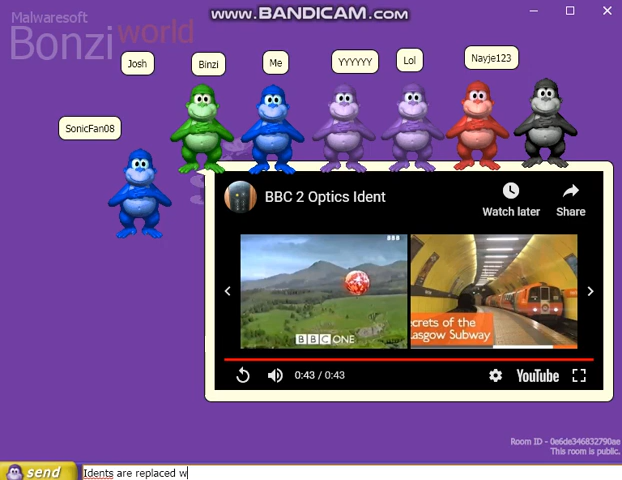 www.BANDICAM.com
Malwaresoft
Bonziworld
Josh
Binzi
Me
YYYYYY
Lol
Nayje123
SonicFan08
BBC 2 Optics Ident
Watch later
Share
BBC
BBC ONE
ecrets of the
lasgow Subway
0:43 / 0:43
YouTube
Room ID - 0e6de346832790ae
This room is public.
send
Idents are replaced w